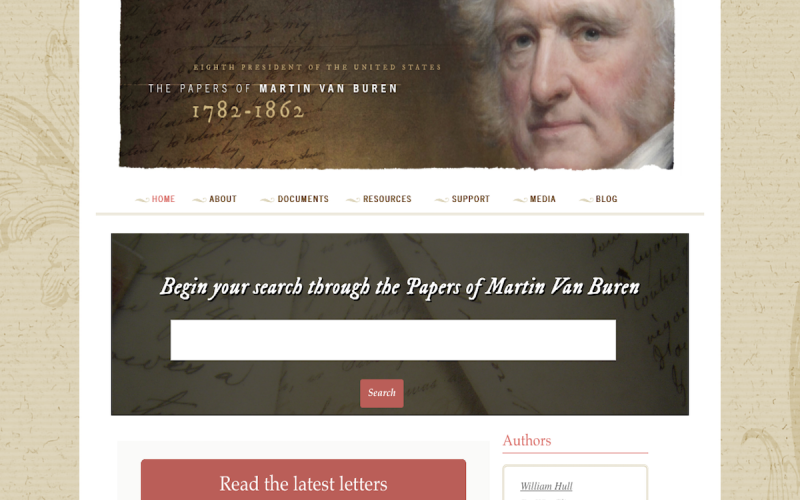 EIGHTH PRESIDENT OF THE UNITED STATES
THE PAPERS OF MARTIN VAN BUREN
1782-1862
HOME ABOUT DOCUMENTS RESOURCES SUPPORT MEDIA BLOG
Begin your search through the Papers of Martin Van Buren
Search
Authors
Read the latest letters
William Hull